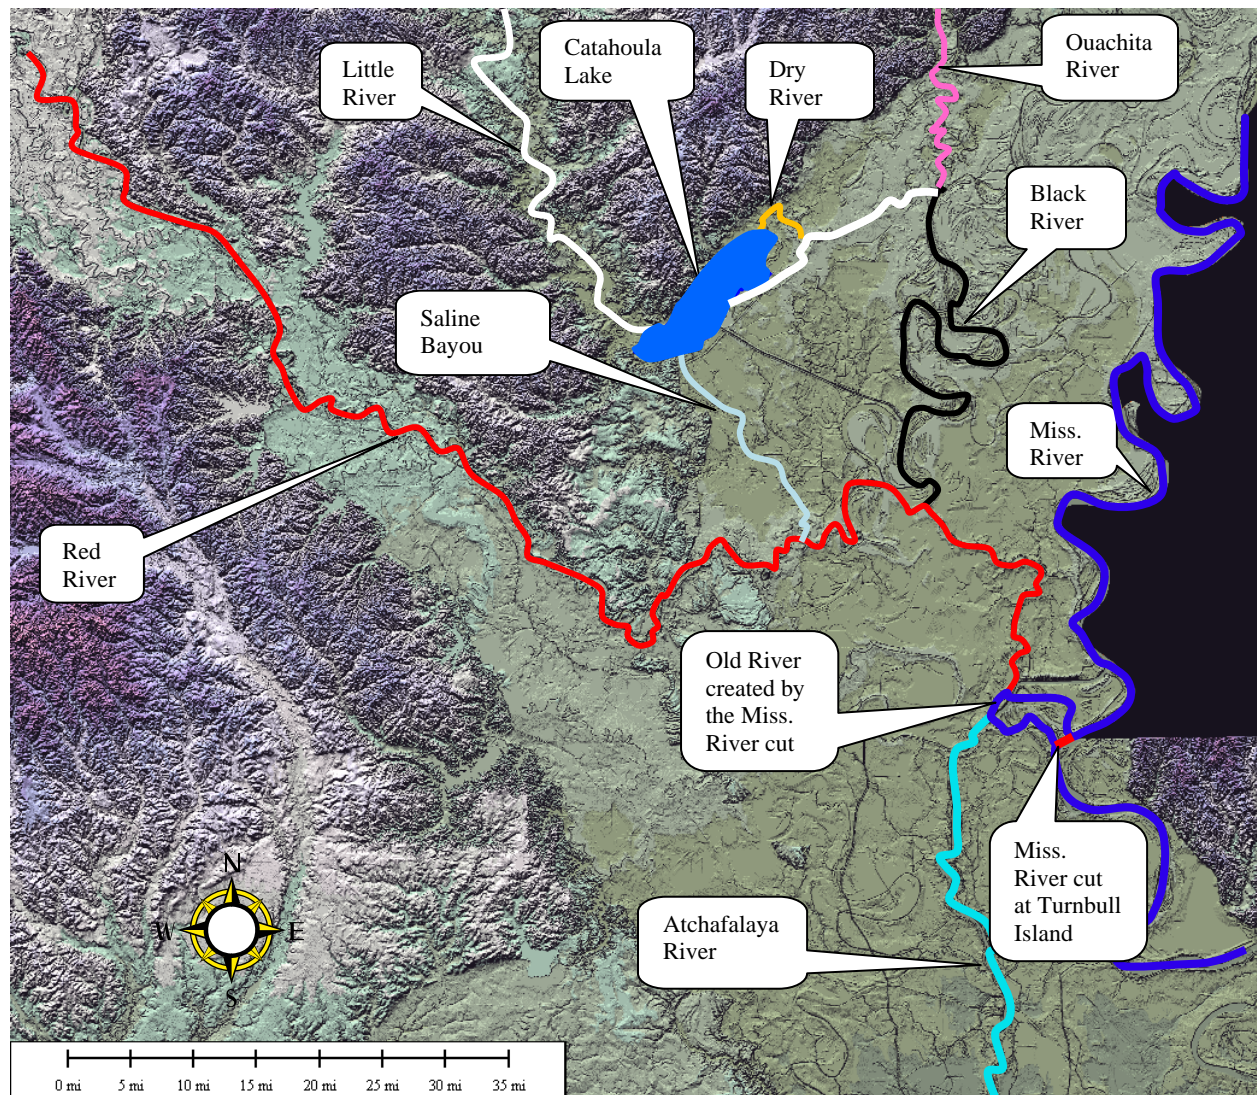 Little
River
Catahoula
Lake
Dry
River
Ouachita
River
Black
River
Saline
Bayou
Miss.
River
Red
River
Old River
created by
the Miss.
River cut
Miss.
River cut
at Turnbull
Island
Atchafalaya
River
N
W E
S
0 mi 5 mi 10 mi 15 mi 20 mi 25 mi 30 mi 35 mi